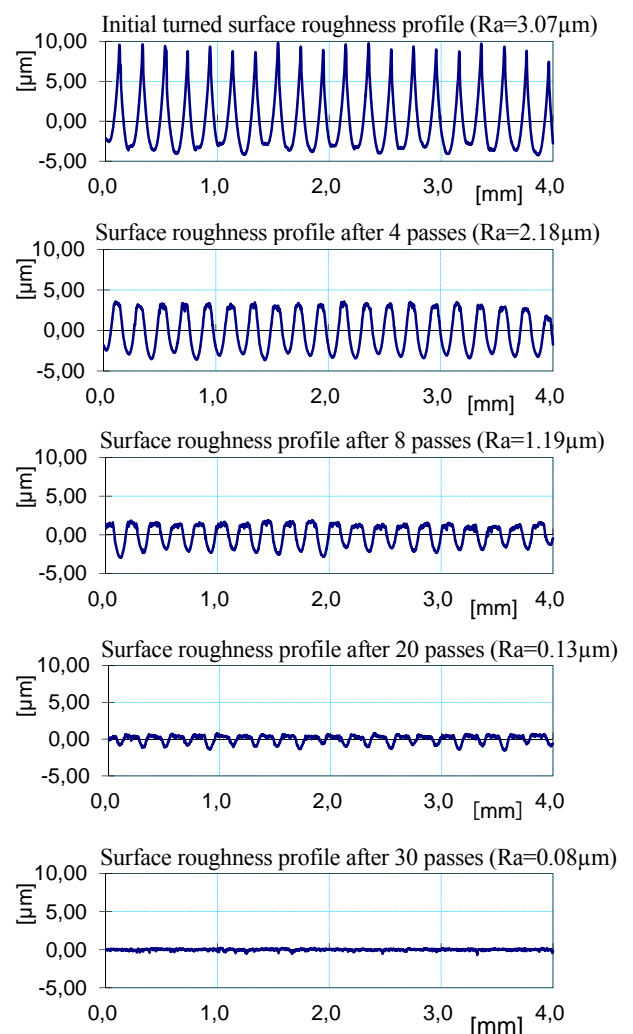 Initial turned surface roughness profile (Ra=3.07µm)
10,00
5,00
0,00
-5,00
[µm]
0,0 1,0 2,0 3,0 4,0
[mm]
Surface roughness profile after 4 passes (Ra=2.18µm)
10,00
5,00
0,00
-5,00
[µm]
0,0 1,0 2,0 3,0 4,0
[mm]
Surface roughness profile after 8 passes (Ra=1.19µm)
10,00
5,00
0,00
-5,00
[µm]
0,0 1,0 2,0 3,0 4,0
[mm]
Surface roughness profile after 20 passes (Ra=0.13µm)
10,00
5,00
0,00
-5,00
[µm]
0,0 1,0 2,0 3,0 4,0
[mm]
Surface roughness profile after 30 passes (Ra=0.08µm)
10,00
5,00
0,00
-5,00
[µm]
0,0 1,0 2,0 3,0 4,0
[mm]